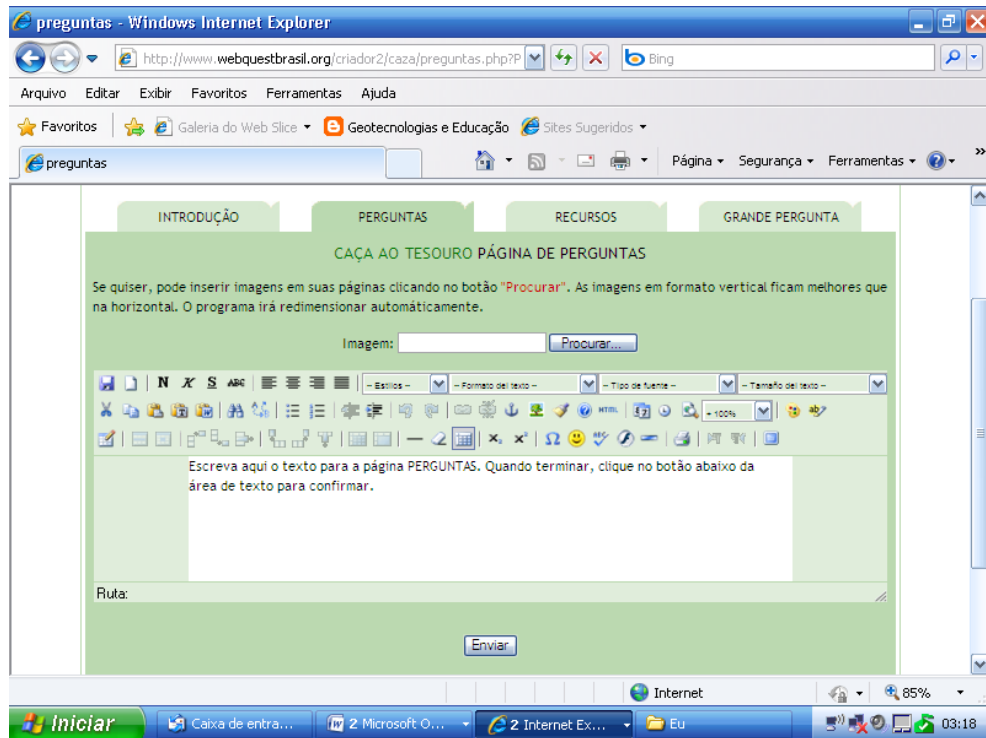 preguntas - Windows Internet Explorer
http://www.webquestbrasil.org/criador2/caza/preguntas.php?P
Bing
Arquivo Editar Exibir Favoritos Ferramentas Ajuda
Favoritos Galeria do Web Slice Geotecnologias e Educação Sites Sugeridos
preguntas Página Segurança Ferramentas
INTRODUÇÃO PERGUNTAS RECURSOS GRANDE PERGUNTA
CAÇA AO TESOURO PÁGINA DE PERGUNTAS
Se quiser, pode inserir imagens em suas páginas clicando no botão "Procurar". As imagens em formato vertical ficam melhores que
na horizontal. O programa irá redimensionar automáticamente.
Imagem: Procurar...
N X S ABC -- Estilos -- -- Formato del texto -- -- Tipo de fuente -- -- Tamaño del texto --
HTML + 100%
Escreva aqui o texto para a página PERGUNTAS. Quando terminar, clique no botão abaixo da
área de texto para confirmar.
Ruta:
Enviar
Internet 85%
Iniciar Caixa de entra... 2 Microsoft O... 2 Internet Ex... Eu 03:18